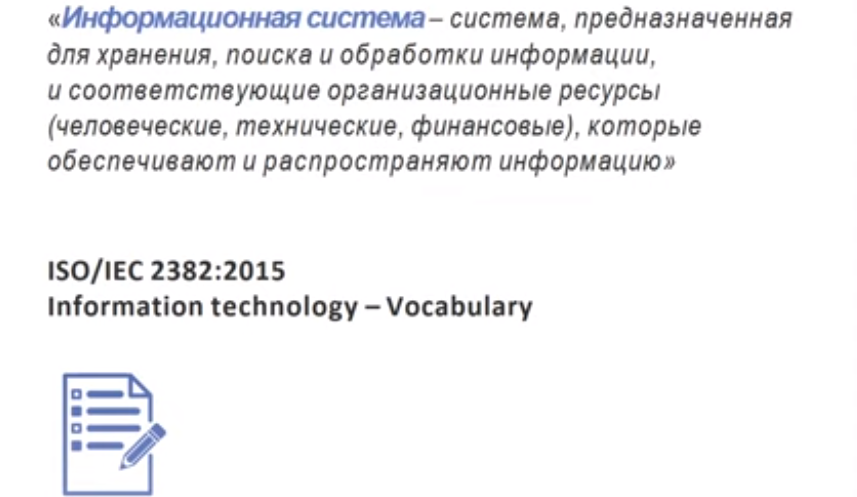 «Информационная система – система, предназначенная
для хранения, поиска и обработки информации,
и соответствующие организационные ресурсы
(человеческие, технические, финансовые), которые
обеспечивают и распространяют информацию»
ISO/IEC 2382:2015
Information technology – Vocabulary